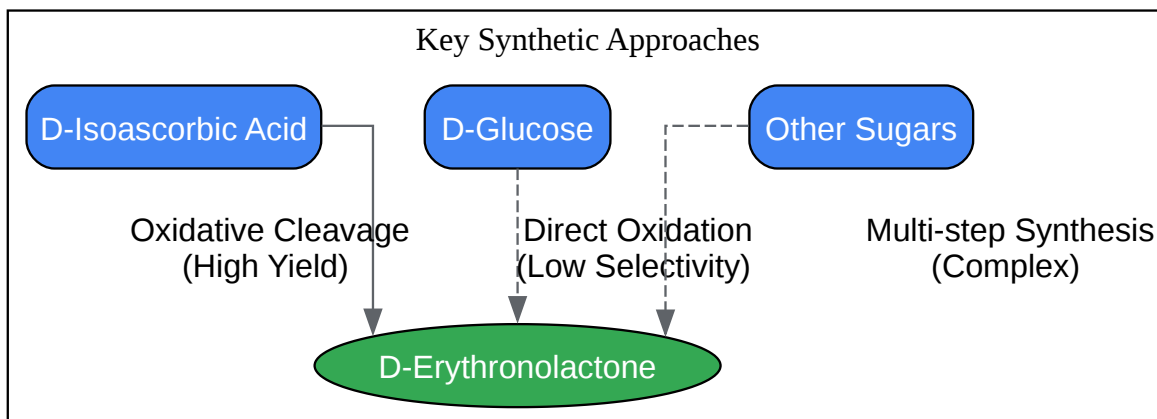 Key Synthetic Approaches
D-Isoascorbic Acid
D-Glucose
Other Sugars
Oxidative Cleavage
(High Yield)
Direct Oxidation
(Low Selectivity)
Multi-step Synthesis
(Complex)
D-Erythronolactone